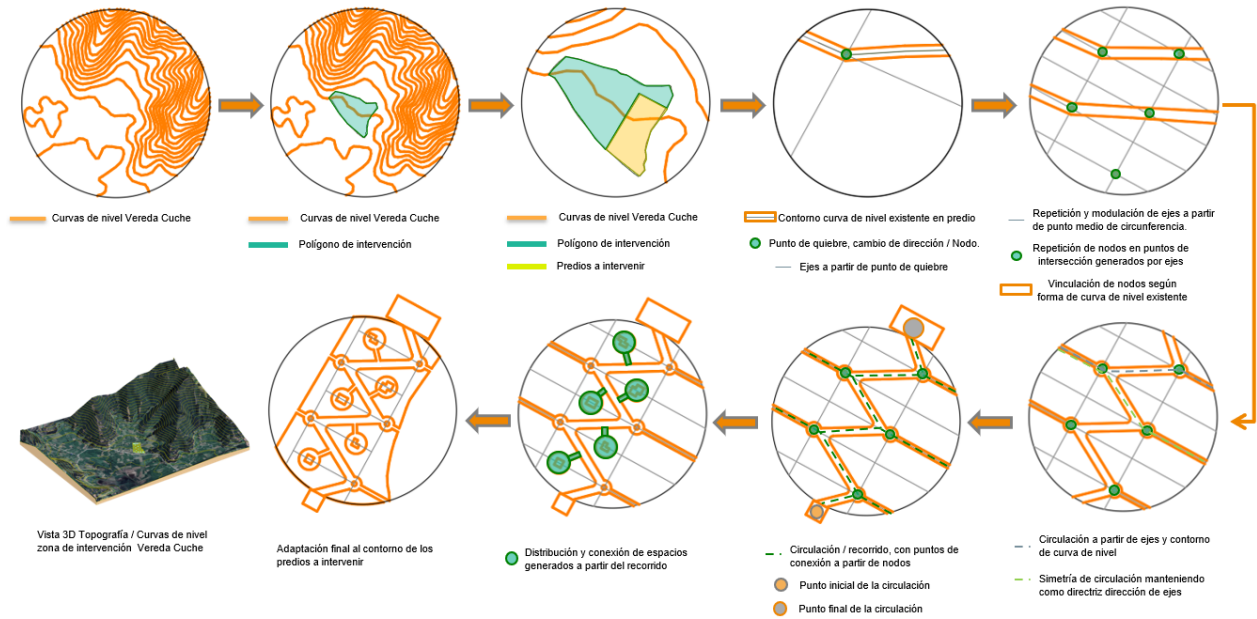 Curvas de nivel Vereda Cuche
Curvas de nivel Vereda Cuche
Polígono de intervención
Curvas de nivel Vereda Cuche
Polígono de intervención
Predios a intervenir
Contorno curva de nivel existente en predio
Punto de quiebre, cambio de dirección / Nodo.
Ejes a partir de punto de quiebre
Repetición y modulación de ejes a partir
de punto medio de circunferencia.
Repetición de nodos en puntos de
intersección generados por ejes
Vinculación de nodos según
forma de curva de nivel existente
Vista 3D Topografía / Curvas de nivel
zona de intervención Vereda Cuche
Adaptación final al contorno de los
predios a intervenir
Distribución y conexión de espacios
generados a partir del recorrido
Circulación / recorrido, con puntos de
conexión a partir de nodos
Punto inicial de la circulación
Punto final de la circulación
Circulación a partir de ejes y contorno
de curva de nivel
Simetría de circulación manteniendo
como directriz dirección de ejes